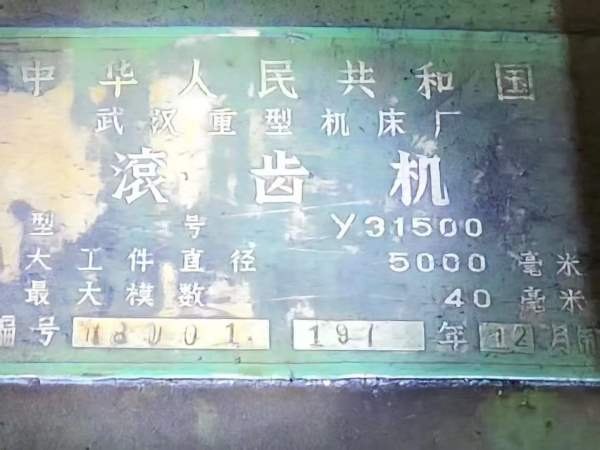 中华人民共和国
武汉重型机床厂
滚齿机
型号 Y31500
大工件直径 5000 毫米
最大模数 40 毫米
编号 年 12 月